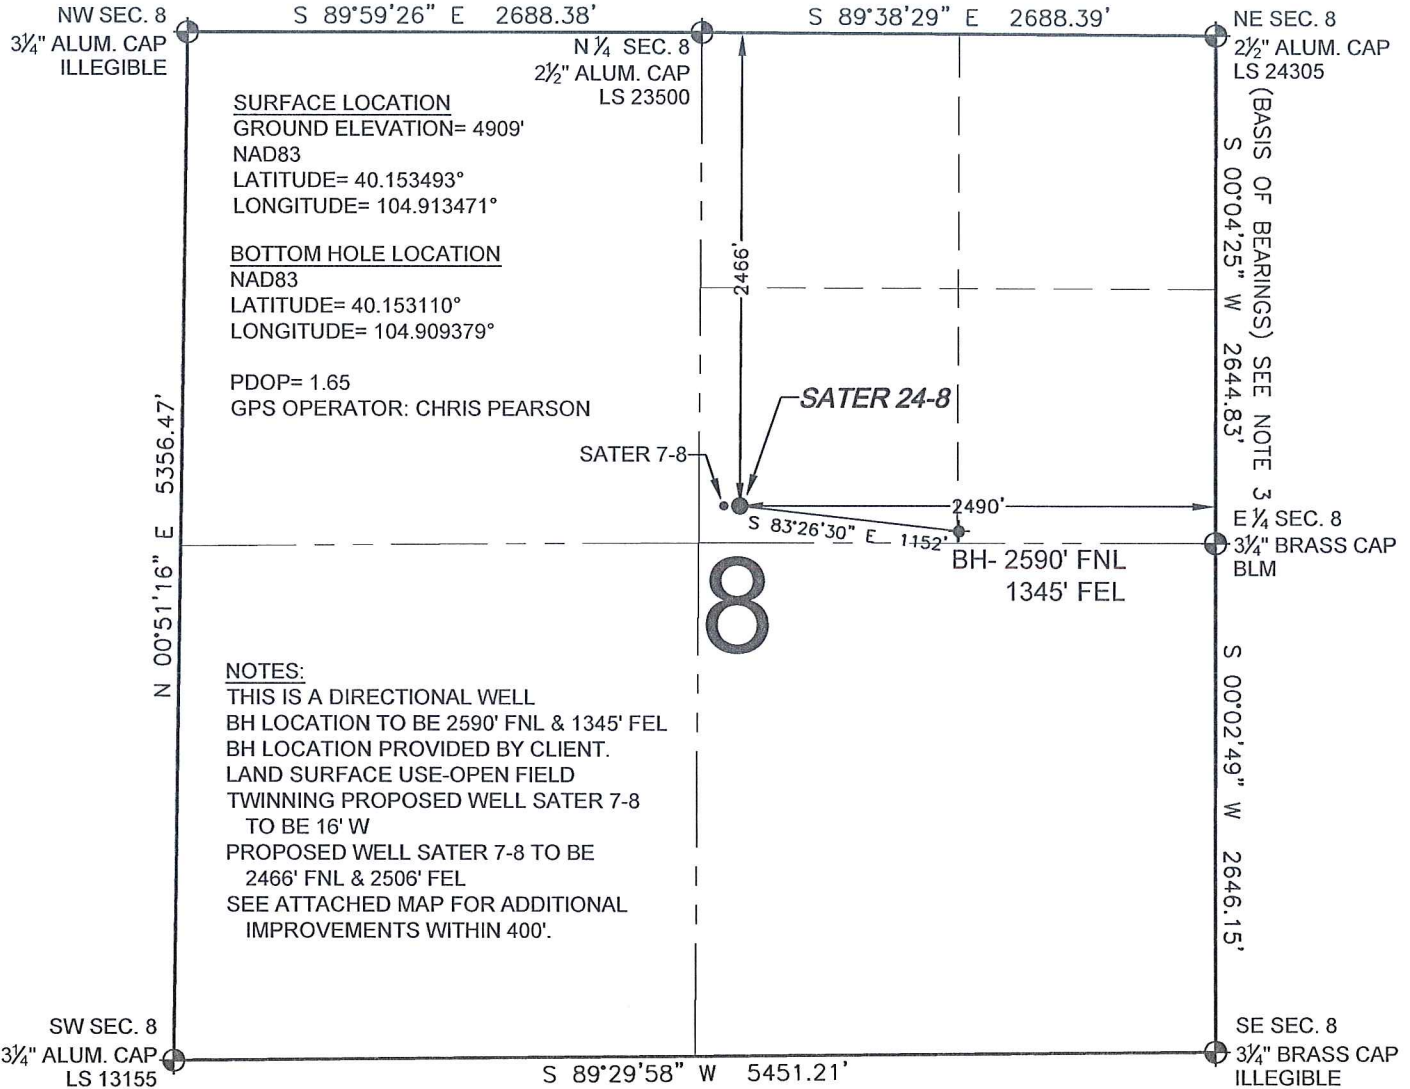 NW SEC. 8
3¼" ALUM. CAP
ILLEGIBLE
S 89°59'26" E 2688.38'
N ¼ SEC. 8
2½" ALUM. CAP
LS 23500
S 89°38'29" E 2688.39'
NE SEC. 8
2½" ALUM. CAP
LS 24305
SURFACE LOCATION
GROUND ELEVATION= 4909'
NAD83
LATITUDE= 40.153493°
LONGITUDE= 104.913471°
BOTTOM HOLE LOCATION
NAD83
LATITUDE= 40.153110°
LONGITUDE= 104.909379°
PDOP= 1.65
GPS OPERATOR: CHRIS PEARSON
2466'
(BASIS OF BEARINGS) SEE NOTE 3
S 00°04'25" W 2644.83'
N 00°51'16" E 5356.47'
SATER 24-8
SATER 7-8
2490'
S 83°26'30" E 1152'
BH- 2590' FNL
1345' FEL
E ¼ SEC. 8
3¼" BRASS CAP
BLM
8
NOTES:
THIS IS A DIRECTIONAL WELL
BH LOCATION TO BE 2590' FNL & 1345' FEL
BH LOCATION PROVIDED BY CLIENT.
LAND SURFACE USE-OPEN FIELD
TWINNING PROPOSED WELL SATER 7-8
TO BE 16' W
PROPOSED WELL SATER 7-8 TO BE
2466' FNL & 2506' FEL
SEE ATTACHED MAP FOR ADDITIONAL
IMPROVEMENTS WITHIN 400'.
S 00°02'49" W 2646.15'
SW SEC. 8
3¼" ALUM. CAP
LS 13155
S 89°29'58" W 5451.21'
SE SEC. 8
3¼" BRASS CAP
ILLEGIBLE